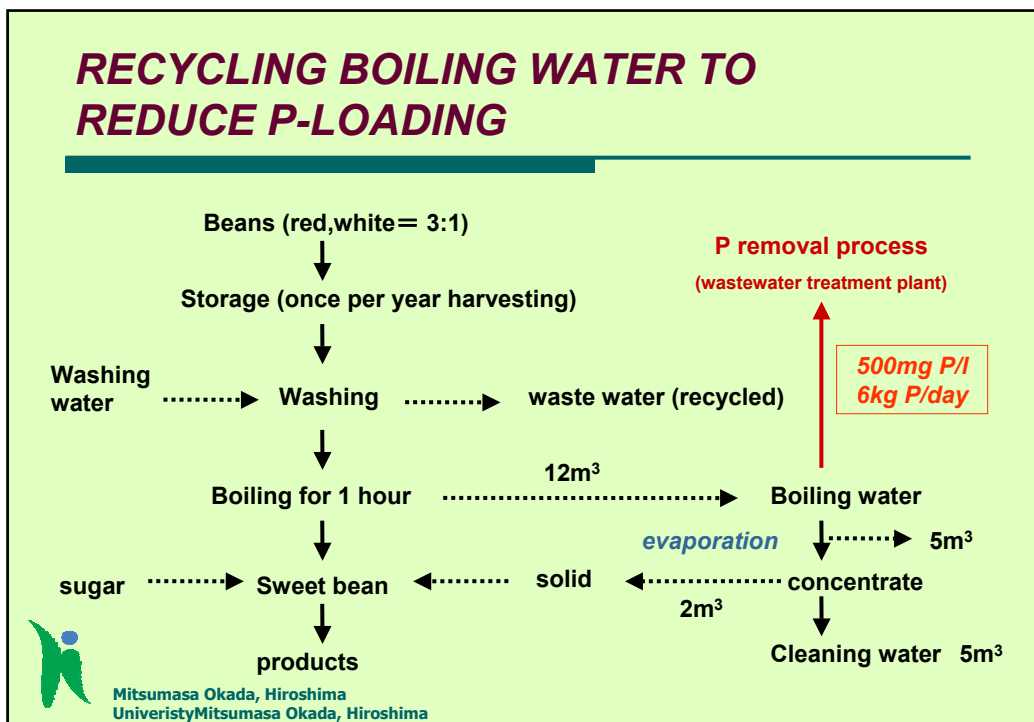 RECYCLING BOILING WATER TO
REDUCE P-LOADING
Beans (red,white＝ 3:1)
P removal process
(wastewater treatment plant)
Storage (once per year harvesting)
500mg P/l
6kg P/day
Washing
water
Washing
waste water (recycled)
12m³
Boiling for 1 hour
Boiling water
evaporation
5m³
sugar
Sweet bean
solid
2m³
concentrate
products
Cleaning water 5m³
Mitsumasa Okada, Hiroshima
UniveristyMitsumasa Okada, Hiroshima